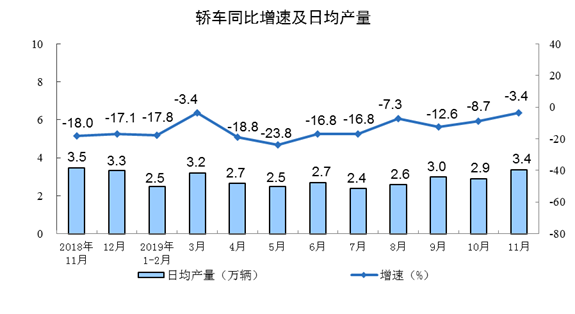 轿车同比增速及日均产量
10
8
6
4
2
0
40
20
0
-20
-40
-60
-80
-18.0
-17.1
-17.8
-3.4
-18.8
-23.8
-16.8
-16.8
-7.3
-12.6
-8.7
-3.4
3.5
3.3
2.5
3.2
2.7
2.5
2.7
2.4
2.6
3.0
2.9
3.4
2018年
11月
12月
2019年
1-2月
3月
4月
5月
6月
7月
8月
9月
10月
11月
日均产量（万辆）
增速（%）